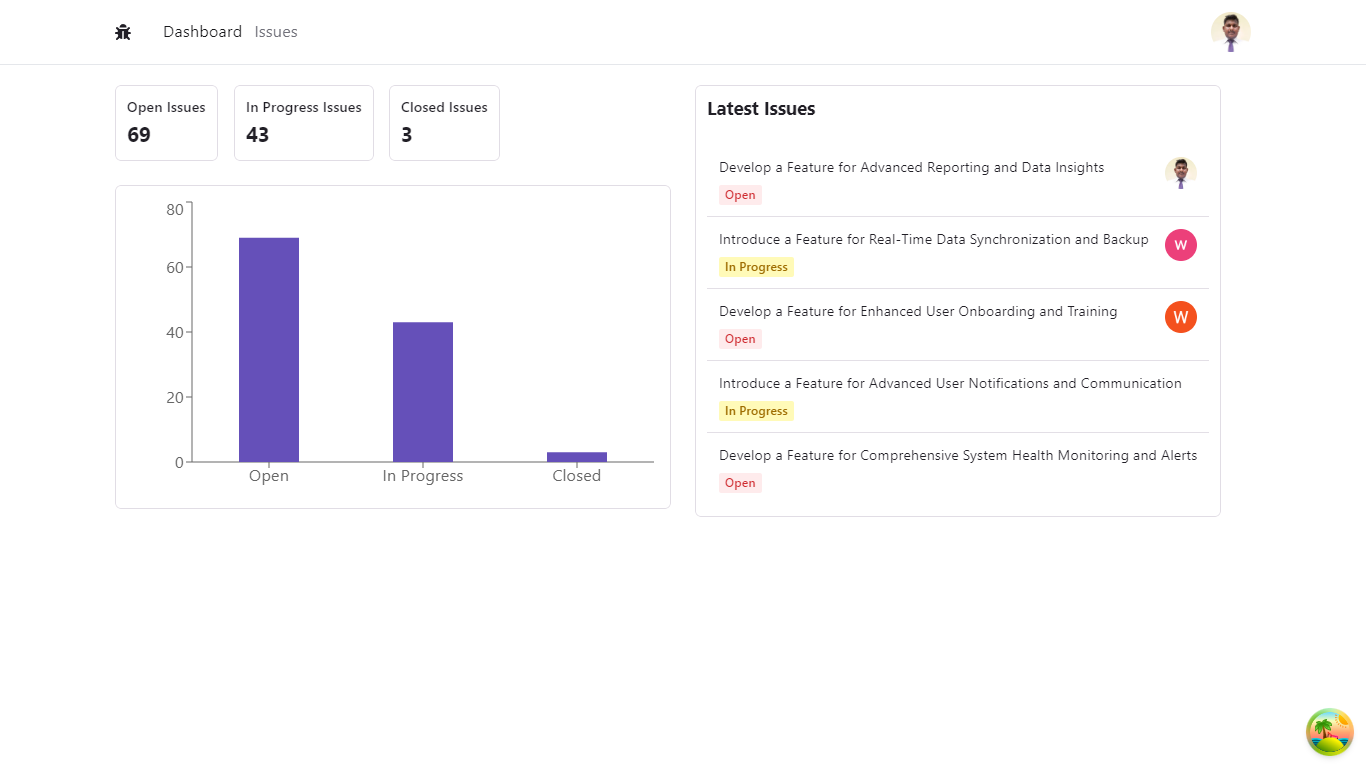 Dashboard Issues
Open Issues
69
In Progress Issues
43
Closed Issues
3
80
60
40
20
0
Open In Progress Closed
Latest Issues
Develop a Feature for Advanced Reporting and Data Insights
Open
Introduce a Feature for Real-Time Data Synchronization and Backup
W
In Progress
Develop a Feature for Enhanced User Onboarding and Training
W
Open
Introduce a Feature for Advanced User Notifications and Communication
In Progress
Develop a Feature for Comprehensive System Health Monitoring and Alerts
Open